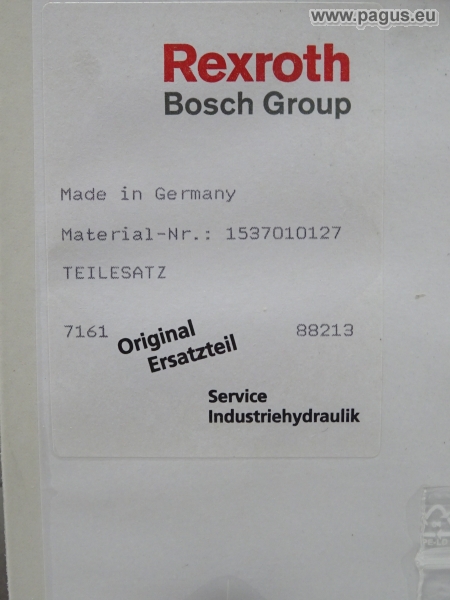 www.pagus.eu
Rexroth
Bosch Group
Made in Germany
Material-Nr.: 1537010127
TEILESATZ
7161 88213
Original
Ersatzteil
Service
Industriehydraulik